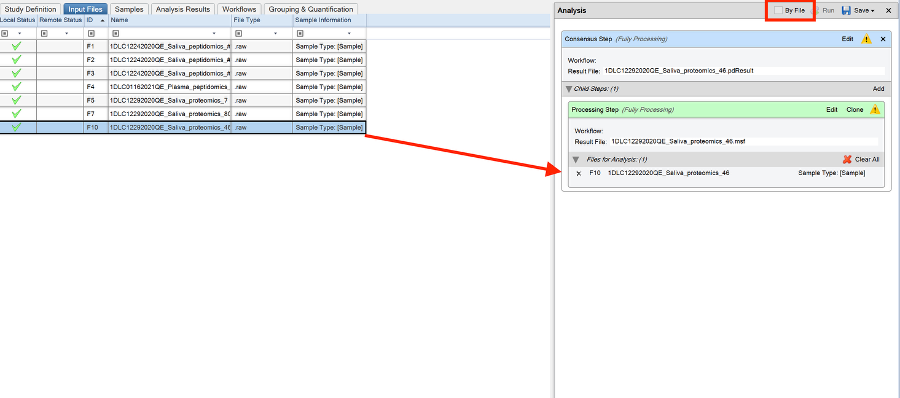 Study Definition Input Files Samples Analysis Results Workflows Grouping & Quantification
Local Status Remote Status ID Name File Type Sample Information
F1 1DLC12242020QE_Saliva_peptidomics_# .raw Sample Type: [Sample]
F2 1DLC12242020QE_Saliva_peptidomics_# .raw Sample Type: [Sample]
F3 1DLC12242020QE_Saliva_peptidomics_# .raw Sample Type: [Sample]
F4 1DLC01162021QE_Plasma_peptidomics_ .raw Sample Type: [Sample]
F5 1DLC12292020QE_Saliva_proteomics_7 .raw Sample Type: [Sample]
F7 1DLC12292020QE_Saliva_proteomics_80 .raw Sample Type: [Sample]
F10 1DLC12292020QE_Saliva_proteomics_46 .raw Sample Type: [Sample]
Analysis By File Run Save
Consensus Step (Fully Processing) Edit
Workflow:
Result File: 1DLC12292020QE_Saliva_proteomics_46.pdResult
Child Steps: (1) Add
Processing Step (Fully Processing) Edit Clone
Workflow:
Result File: 1DLC12292020QE_Saliva_proteomics_46.msf
Files for Analysis: (1) Clear All
F10 1DLC12292020QE_Saliva_proteomics_46 Sample Type: [Sample]